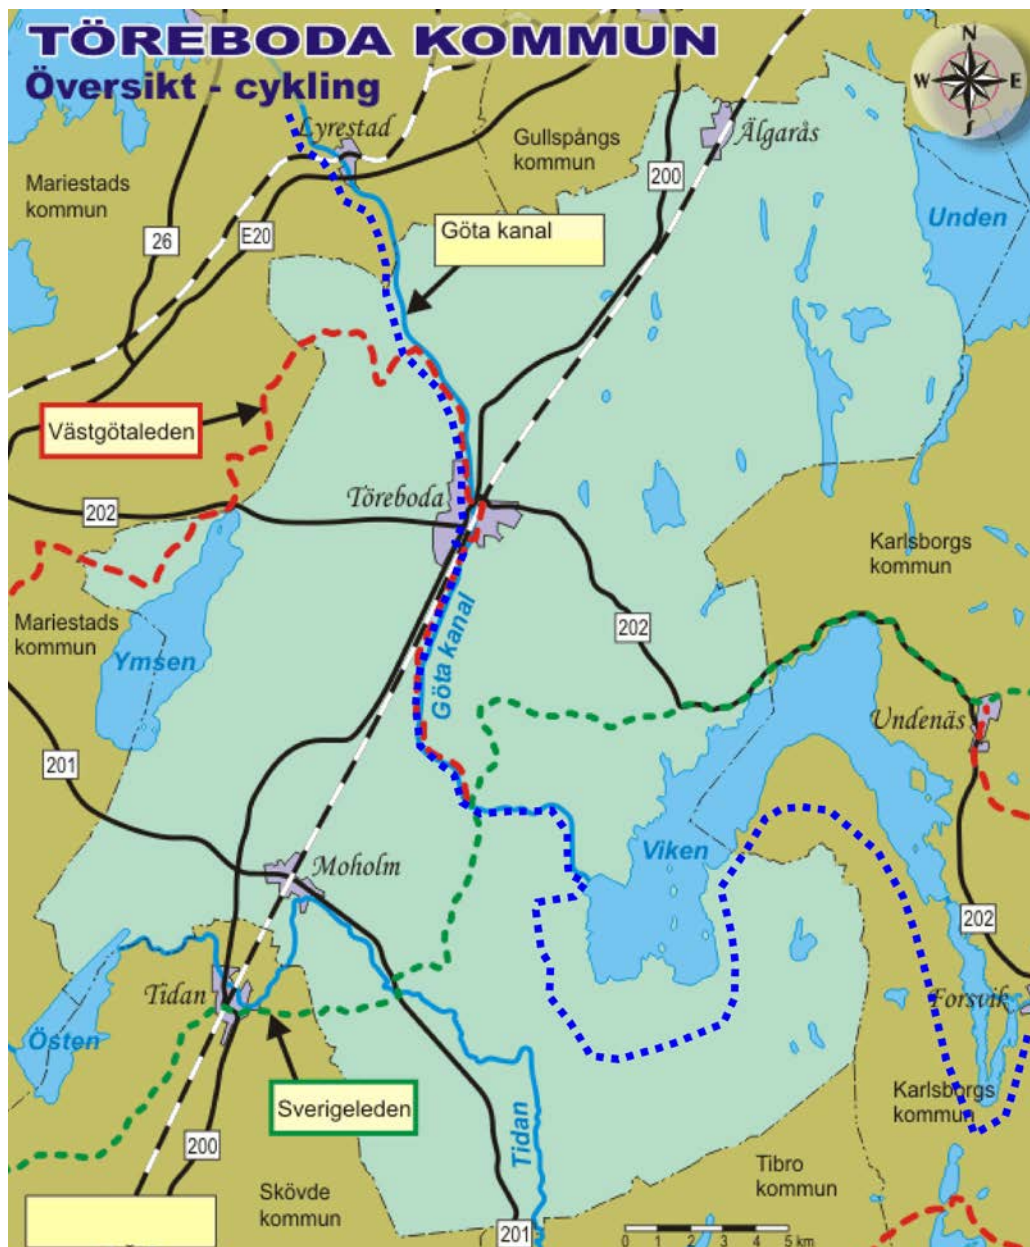 TÖREBODA KOMMUN
Översikt - cykling
N
W
E
S
Lyrestad
Gullspångs
kommun
Älgarås
Mariestads
kommun
200
Unden
26
E20
Göta kanal
Västgötaleden
Töreboda
202
Karlsborgs
kommun
Mariestads
kommun
Ymsen
Göta kanal
202
Undenäs
201
Viken
Moholm
202
Tidan
Forsvik
Östen
Karlsborgs
kommun
Sverigeleden
Tidan
200
Skövde
kommun
Tibro
kommun
201
0 1 2 3 4 5 km